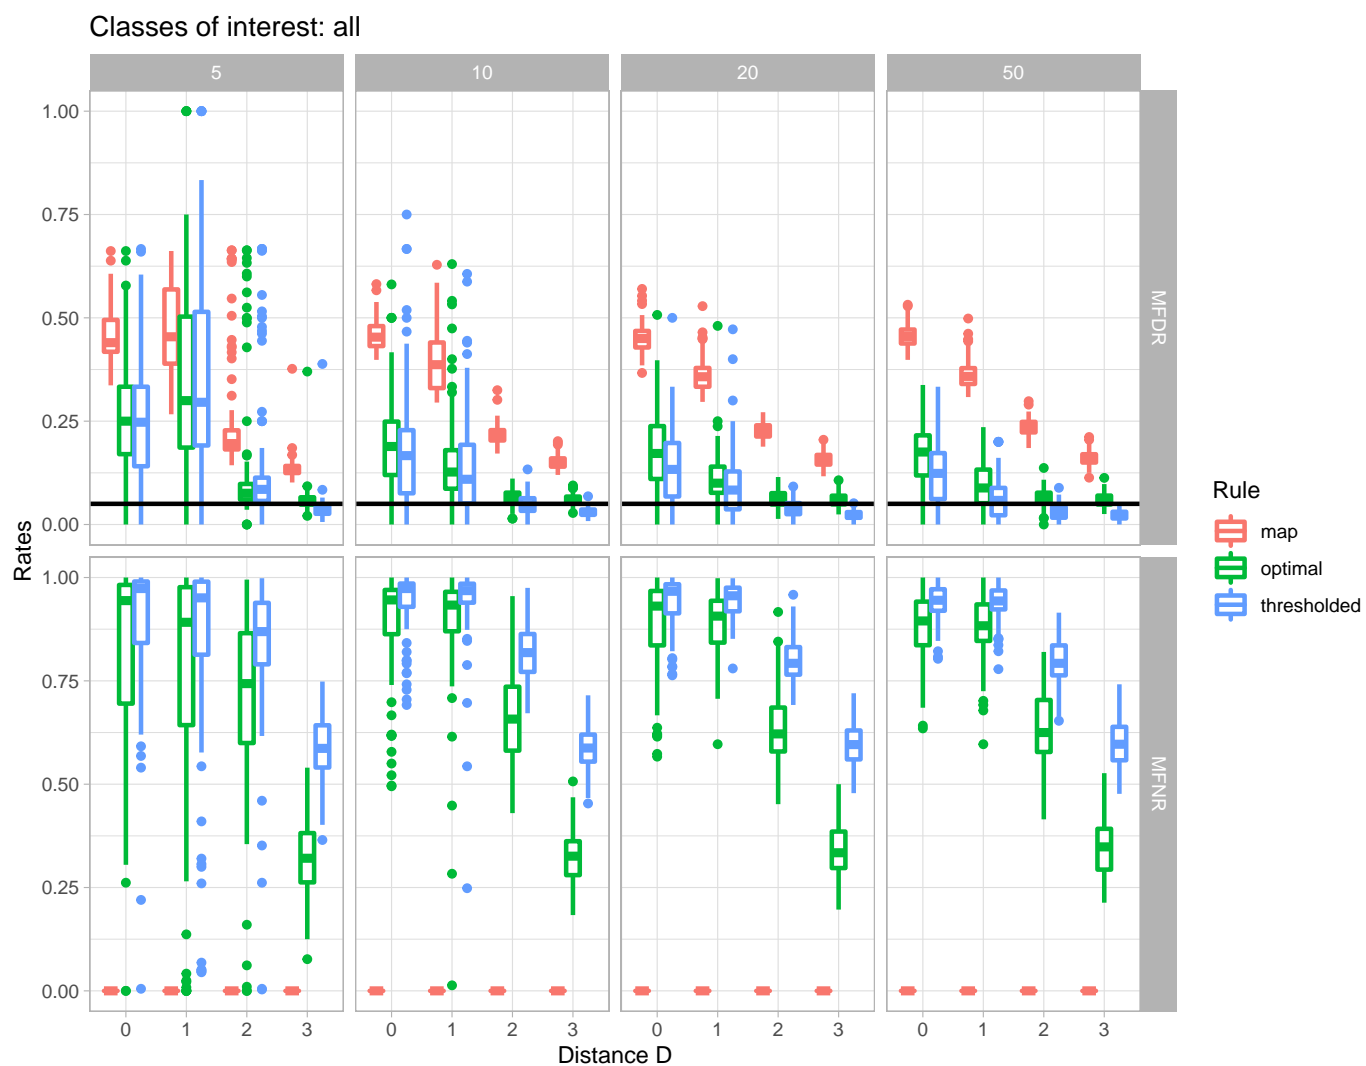 Classes of interest: all
5 10 20 50
1.00
0.75
0.50
0.25
0.00
MFDR
1.00
0.75
0.50
0.25
0.00
MFNR
Rates
0 1 2 3 0 1 2 3 0 1 2 3 0 1 2 3
Distance D
Rule
map
optimal
thresholded